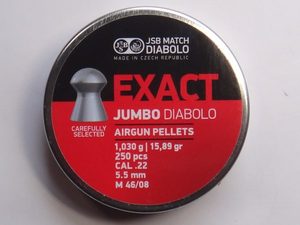 JSB MATCH
DIABOLO
MADE IN CZECH REPUBLIC
EXACT
JUMBO DIABOLO
CAREFULLY
SELECTED
AIRGUN PELLETS
1,030 g | 15,89 gr
250 pcs
CAL .22
5.5 mm
M 46/08